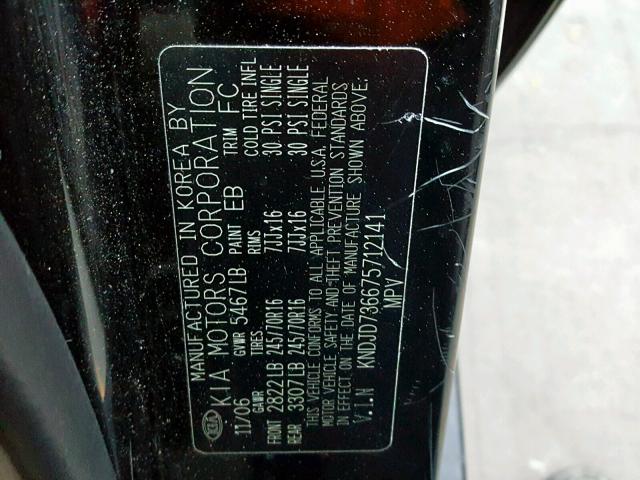 MANUFACTURED IN KOREA BY
KIA KIA MOTORS CORPORATION
11/06 GVWR 5467LB PAINT EB TRIM FC
GAWR TIRES RIMS COLD TIRE INFL
FRONT 2822LB 245/70R16 7JJx16 30 PSI SINGLE
REAR 3307LB 245/70R16 7JJx16 30 PSI SINGLE
THIS VEHICLE CONFORMS TO ALL APPLICABLE U.S.A. FEDERAL
MOTOR VEHICLE SAFETY AND THEFT PREVENTION STANDARDS
IN EFFECT ON THE DATE OF MANUFACTURE SHOWN ABOVE:
V.I.N KNDJD736675712141
MPV